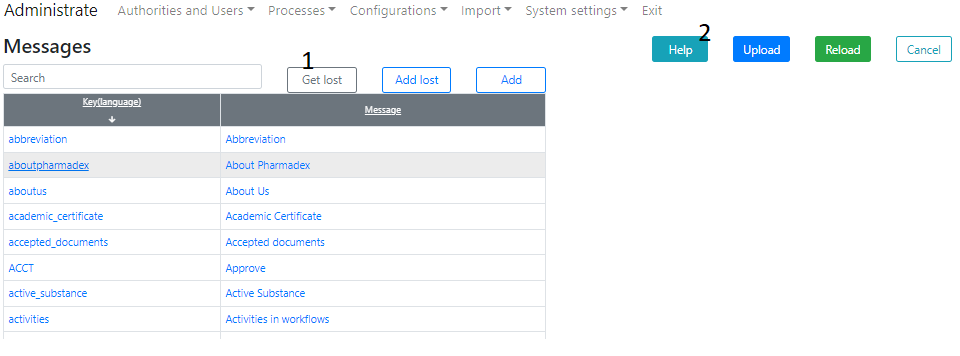 Administrate Authorities and Users Processes Configurations Import System settings Exit
Messages
1
2
Help Upload Reload Cancel
Search Get lost Add lost Add
Key(language) Message
abbreviation Abbreviation
aboutpharmadex About Pharmadex
aboutus About Us
academic_certificate Academic Certificate
accepted_documents Accepted documents
ACCT Approve
active_substance Active Substance
activities Activities in workflows